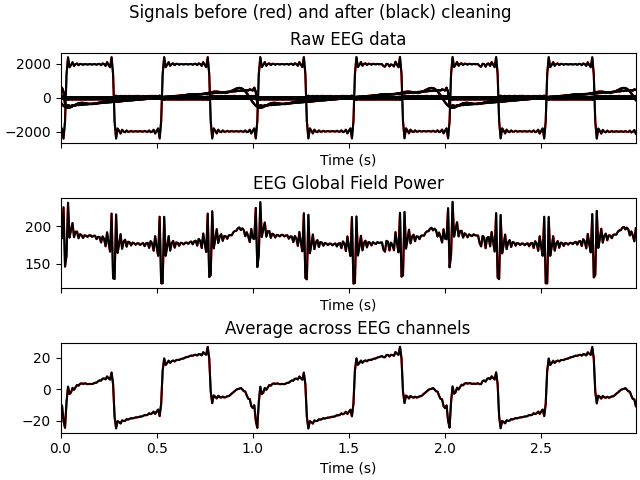 Signals before (red) and after (black) cleaning
Raw EEG data
2000
0
−2000
Time (s)
EEG Global Field Power
200
150
Time (s)
Average across EEG channels
20
0
−20
0.0 0.5 1.0 1.5 2.0 2.5
Time (s)